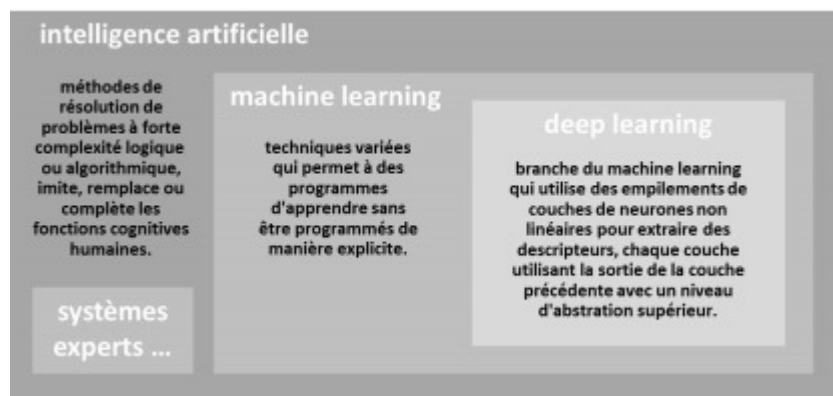 intelligence artificielle
méthodes de
résolution de
problèmes à forte
complexité logique
ou algorithmique,
imite, remplace ou
complète les
fonctions cognitives
humaines.
systèmes
experts ...
machine learning
techniques variées
qui permet à des
programmes
d'apprendre sans
être programmés de
manière explicite.
deep learning
branche du machine learning
qui utilise des empilements de
couches de neurones non
linéaires pour extraire des
descripteurs, chaque couche
utilisant la sortie de la couche
précédente avec un niveau
d'abstration supérieur.